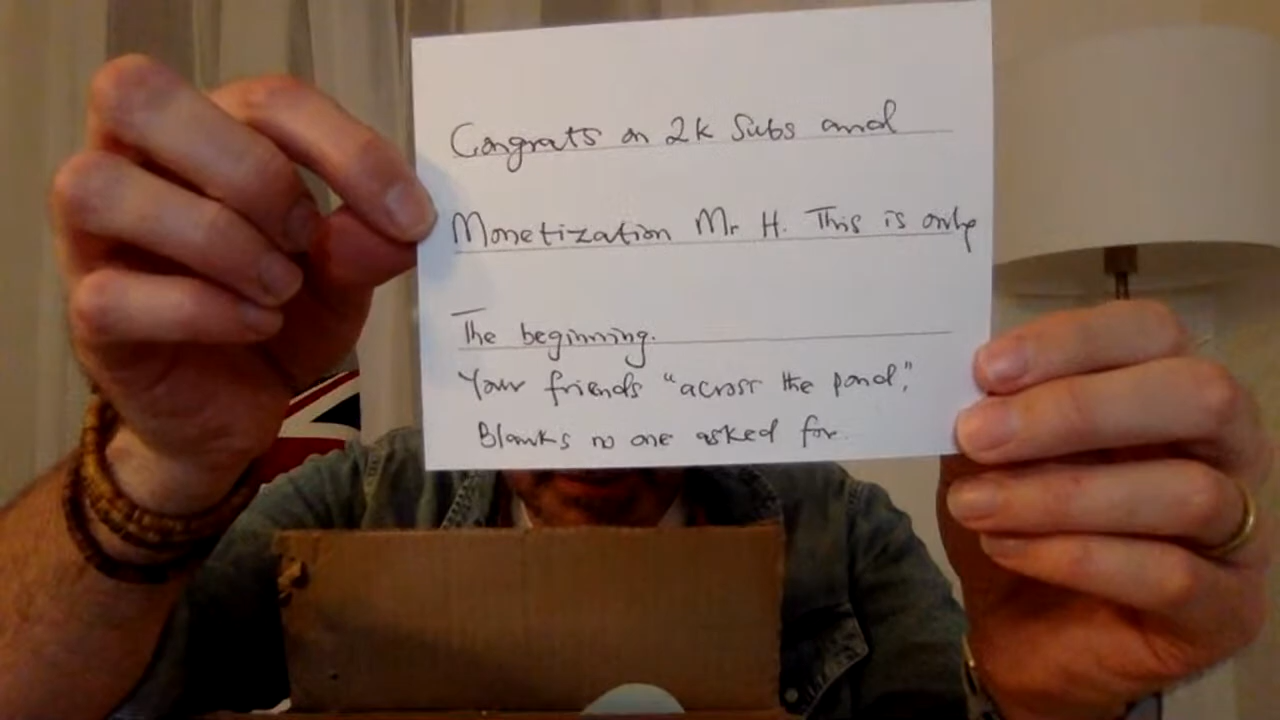 Congrats on 2k Subs and
Monetization Mr H. This is only
The beginning.
Your friends "across the pond,"
Blanks no one asked for.